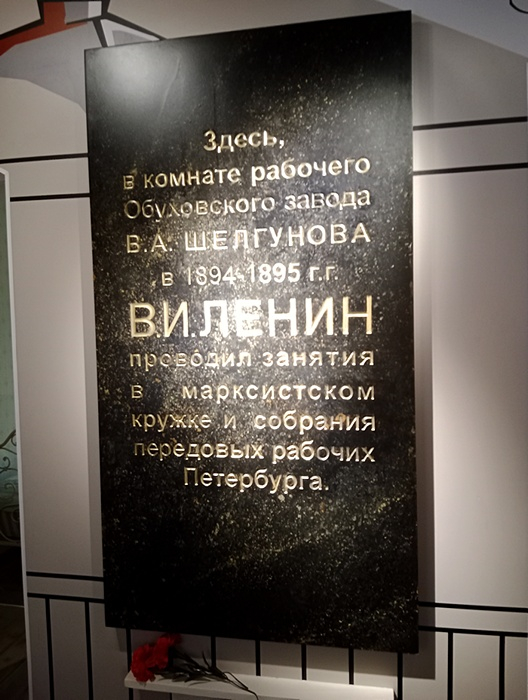 Здесь,
в комнате рабочего
Обуховского завода
В.А. ШЕЛГУНОВА
в 1894-1895 г.г.
В.И.ЛЕНИН
проводил занятия
в марксистском
кружке и собрания
передовых рабочих
Петербурга.